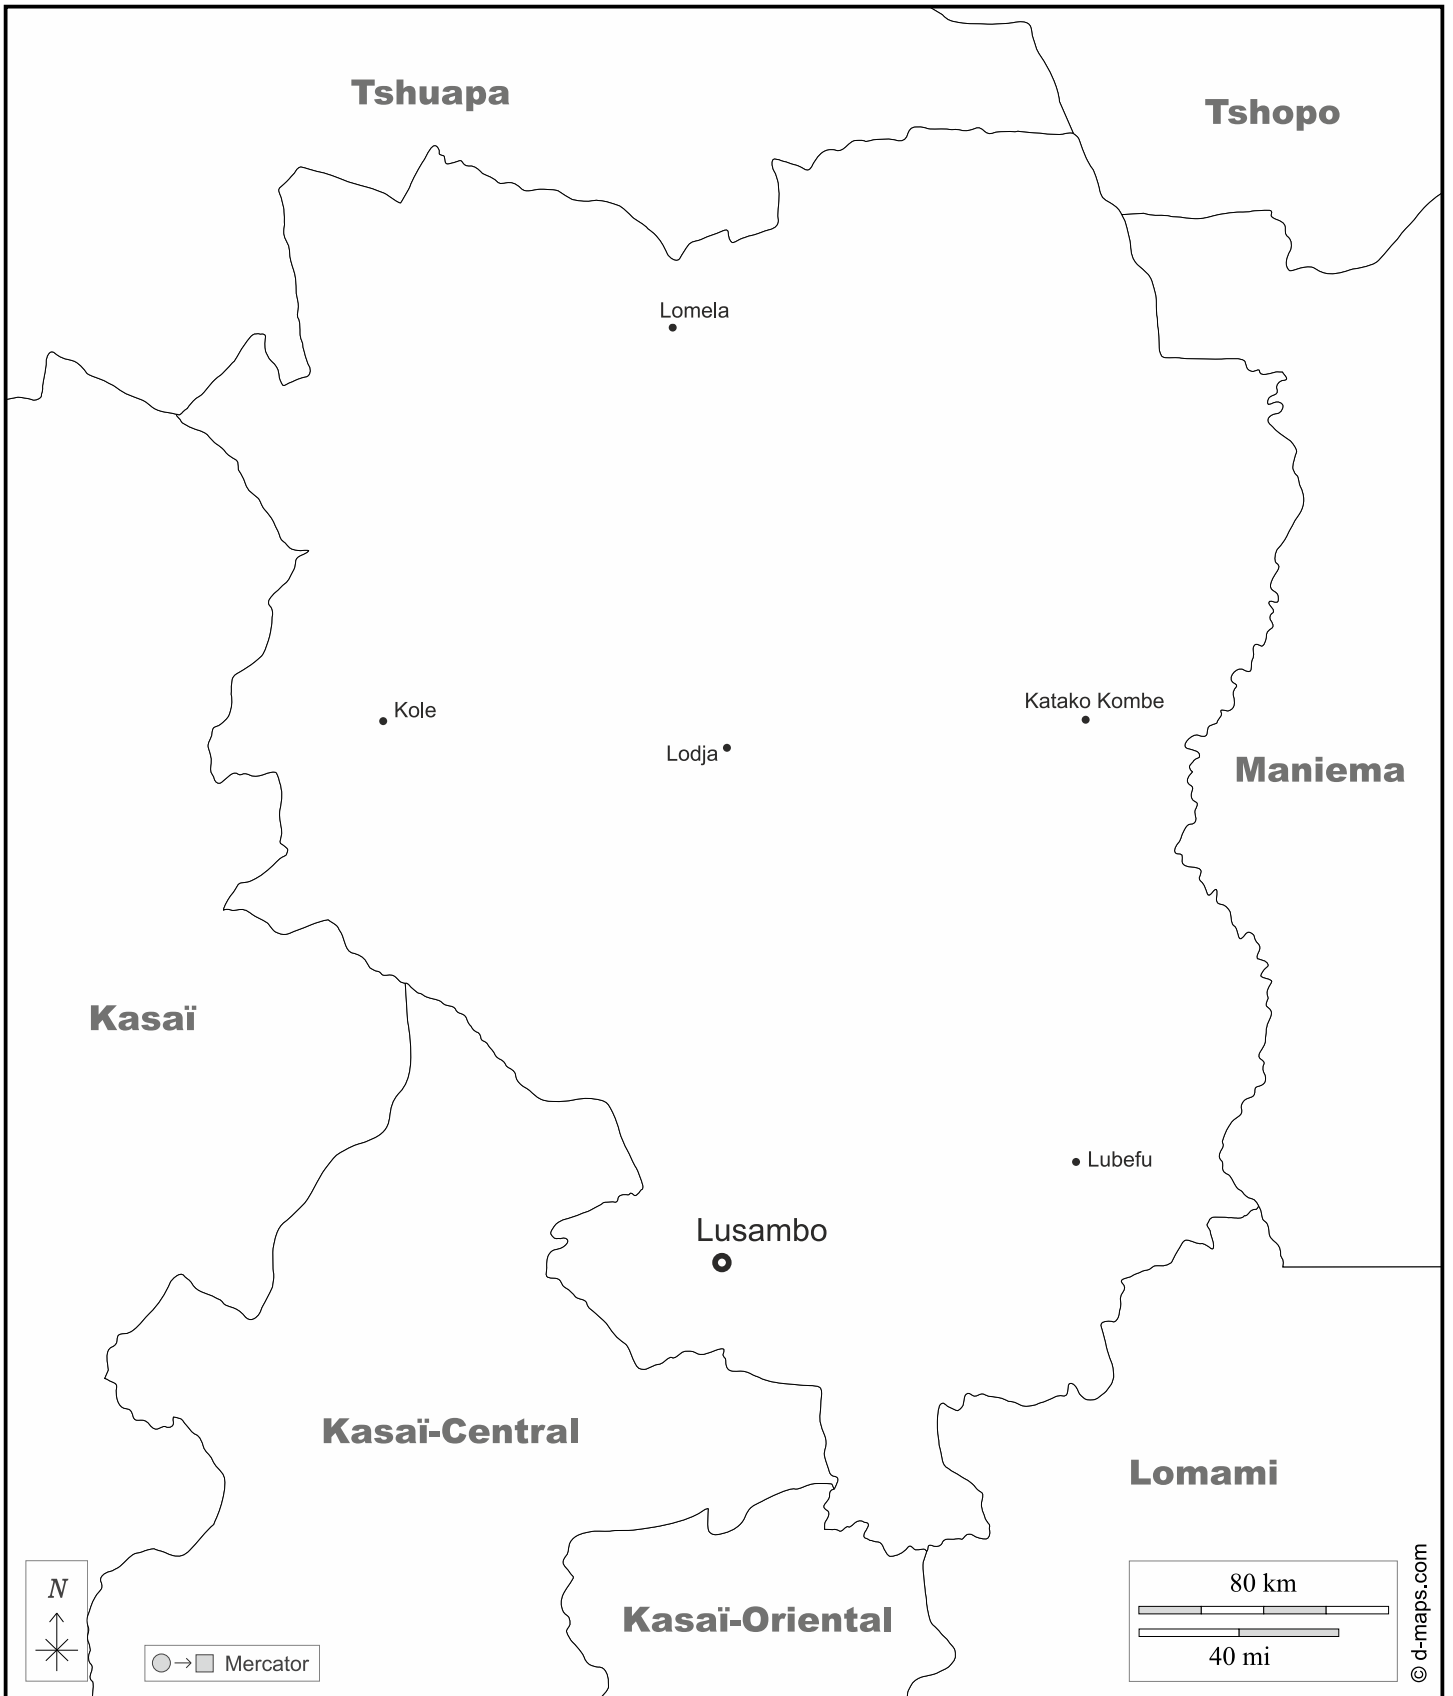 Tshuapa
Tshopo
Lomela
Kole
Katako Kombe
Lodja
Maniema
Kasaï
Lubefu
Lusambo
Kasaï-Central
Lomami
Kasaï-Oriental
N
Mercator
80 km
40 mi
© d-maps.com